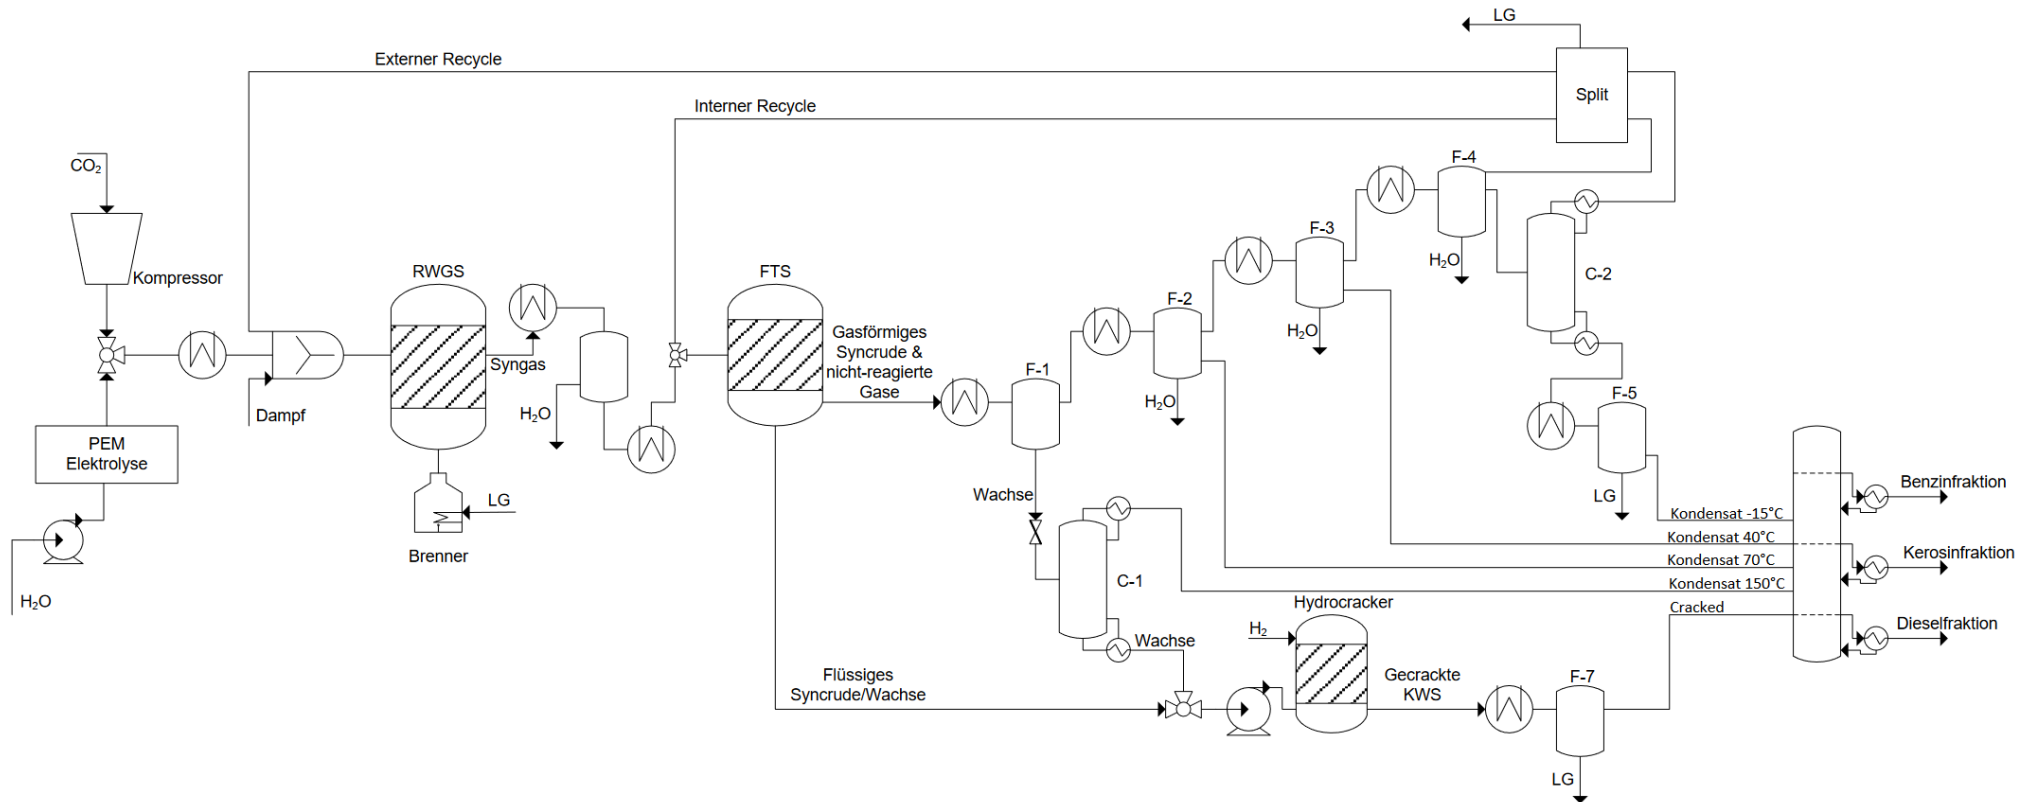 LG
Externer Recycle
Split
Interner Recycle
F-4
CO₂
F-3
H₂O
C-2
RWGS
FTS
Kompressor
F-2
Gasförmiges
Syncrude &
nicht-reagierte
Gase
H₂O
Syngas
F-1
F-5
H₂O
H₂O
Dampf
PEM
Elektrolyse
Benzinfraktion
Wachse
LG
LG
Kondensat -15°C
Kondensat 40°C
Kerosinfraktion
Brenner
Kondensat 70°C
C-1
Kondensat 150°C
H₂O
Hydrocracker
Cracked
H₂
Dieselfraktion
Wachse
Flüssiges
Syncrude/Wachse
Gecrackte
KWS
F-7
LG